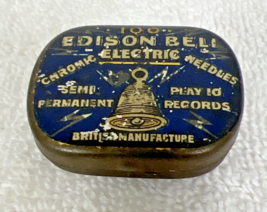 100
EDISON BELL
ELECTRIC
CHROMIC NEEDLES
SEMI PLAY 10
PERMANENT RECORDS
BRITISH MANUFACTURE